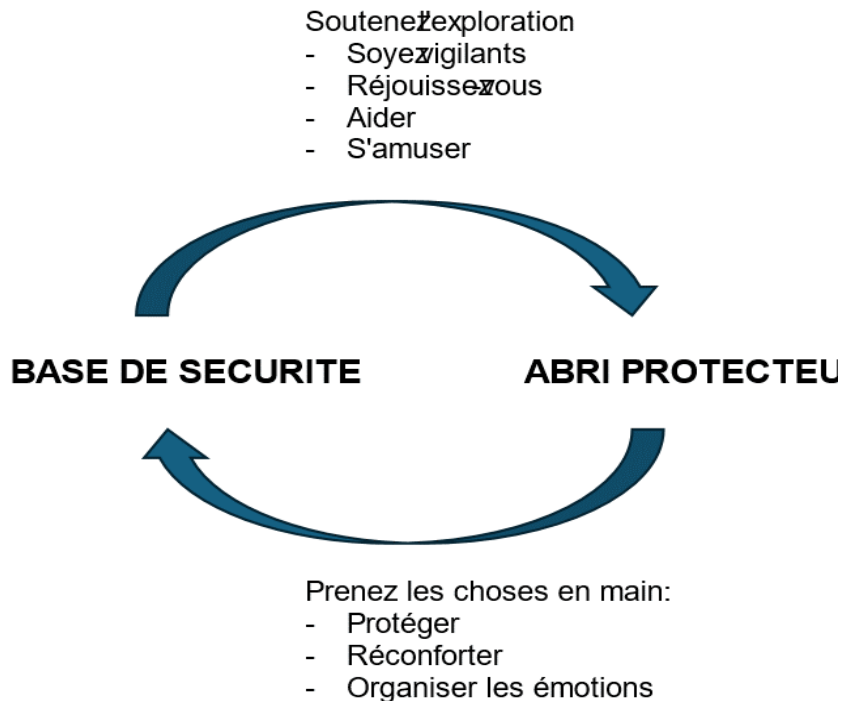 Soutenez l'exploration:
- Soyez vigilants
- Réjouissez-vous
- Aider
- S'amuser
BASE DE SECURITE
ABRI PROTECTEU
Prenez les choses en main:
- Protéger
- Réconforter
- Organiser les émotions